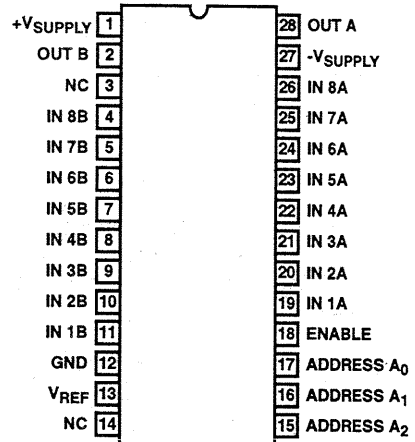 +VSUPPLY 1 28 OUT A
OUT B 2 27 -VSUPPLY
NC 3 26 IN 8A
IN 8B 4 25 IN 7A
IN 7B 5 24 IN 6A
IN 6B 6 23 IN 5A
IN 5B 7 22 IN 4A
IN 4B 8 21 IN 3A
IN 3B 9 20 IN 2A
IN 2B 10 19 IN 1A
IN 1B 11 18 ENABLE
GND 12 17 ADDRESS A0
VREF 13 16 ADDRESS A1
NC 14 15 ADDRESS A2